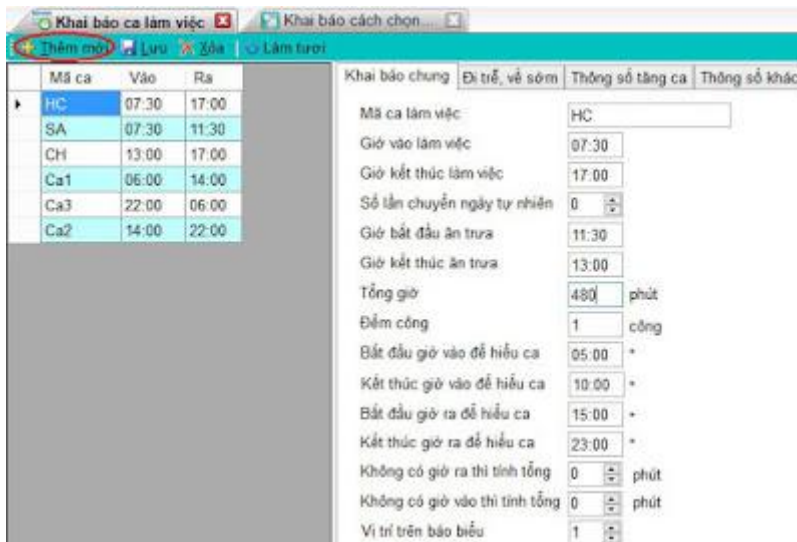 Khai báo ca làm việc Khai báo cách chọn....
Thêm mới Lưu Xóa Làm tươi
Mã ca Vào Ra
HC 07:30 17:00
SA 07:30 11:30
CH 13:00 17:00
Ca1 06:00 14:00
Ca3 22:00 06:00
Ca2 14:00 22:00
Khai báo chung Đi trễ, về sớm Thông số tăng ca Thông số khác
Mã ca làm việc HC
Giờ vào làm việc 07:30
Giờ kết thúc làm việc 17:00
Số lần chuyển ngày tự nhiên 0
Giờ bắt đầu ăn trưa 11:30
Giờ kết thúc ăn trưa 13:00
Tổng giờ 480 phút
Đếm công 1 công
Bắt đầu giờ vào để hiểu ca 05:00 *
Kết thúc giờ vào để hiểu ca 10:00 *
Bắt đầu giờ ra để hiểu ca 15:00 *
Kết thúc giờ ra để hiểu ca 23:00 *
Không có giờ ra thì tính tổng 0 phút
Không có giờ vào thì tính tổng 0 phút
Vị trí trên báo biểu 1